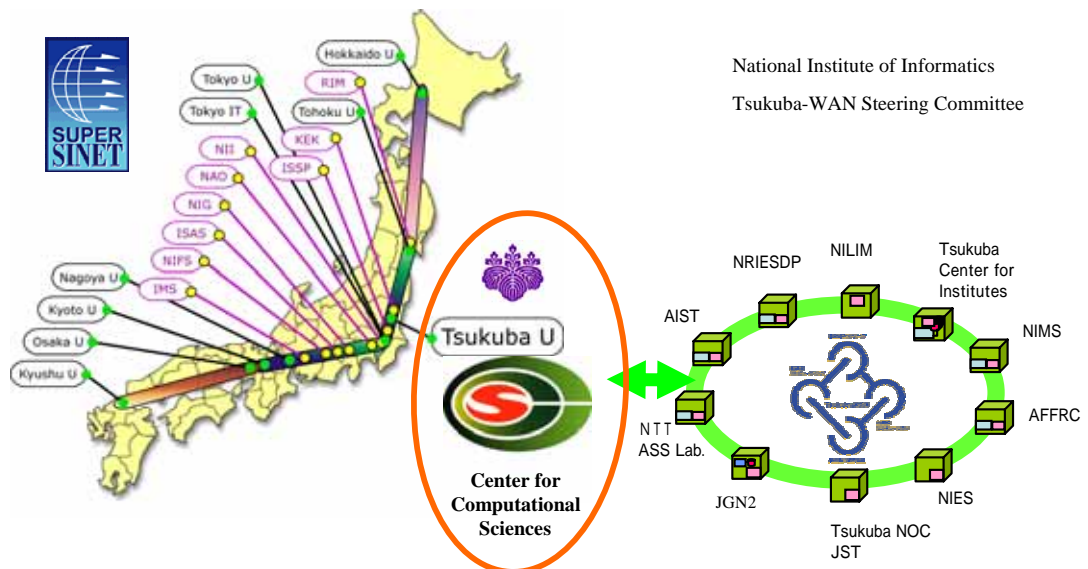 SUPER
SINET
Hokkaido U
Tokyo U
RIM
Tokyo IT
Tohoku U
NII
KEK
NAO
ISSP
NIG
ISAS
NIFS
Nagoya U
IMS
Kyoto U
Osaka U
Kyushu U
Tsukuba U
Center for
Computational
Sciences
National Institute of Informatics
Tsukuba-WAN Steering Committee
NRIESDP
NILIM
Tsukuba
Center for
Institutes
AIST
NIMS
NTT
ASS Lab.
AFFRC
JGN2
NIES
Tsukuba NOC
JST